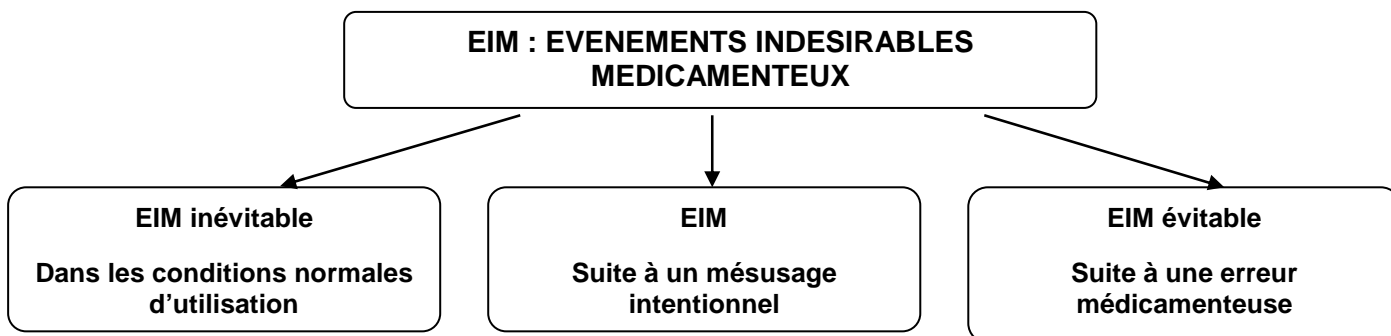 EIM : EVENEMENTS INDESIRABLES
MEDICAMENTEUX
EIM inévitable
Dans les conditions normales
d'utilisation
EIM
Suite à un mésusage
intentionnel
EIM évitable
Suite à une erreur
médicamenteuse